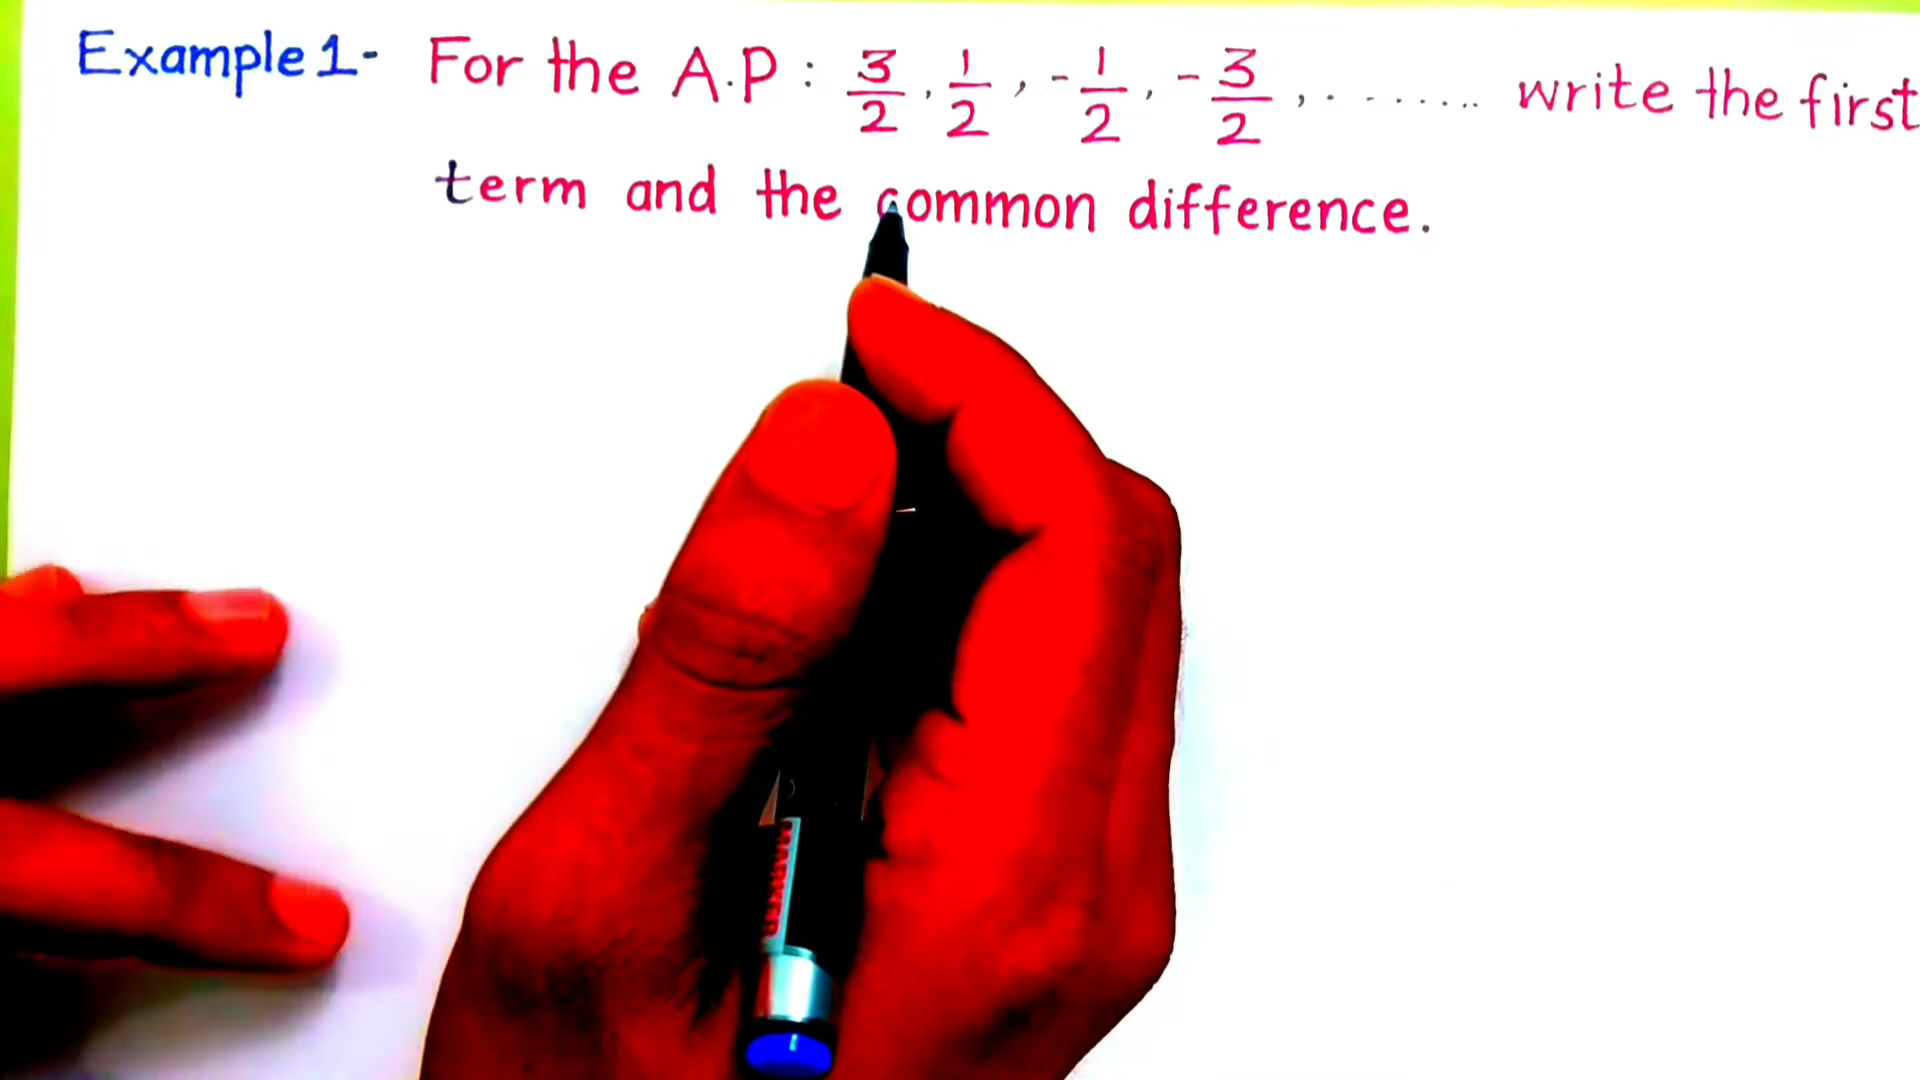 Example 1- For the A.P : 3/2, 1/2, -1/2, -3/2, ........ write the first
term and the common difference.